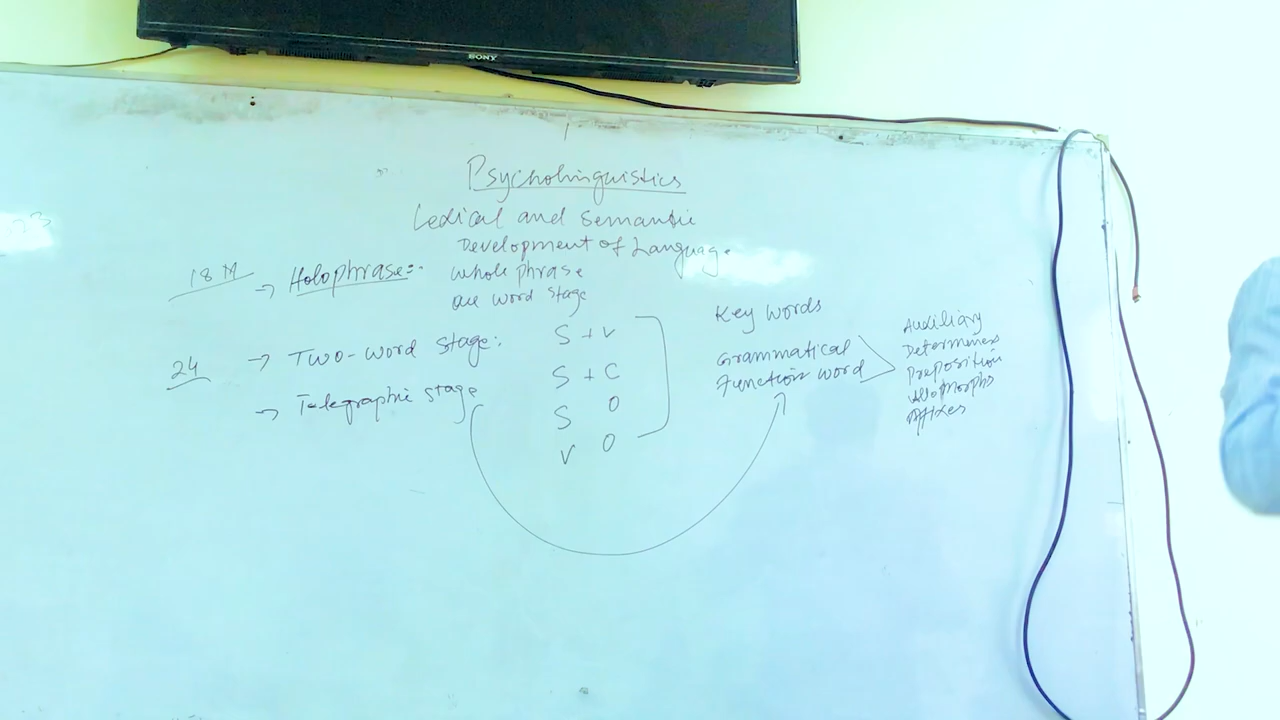 SONY
Psycholinguistics
Lexical and Semantic
Development of Language.
18 M → Holophrase:- whole phrase
one word stage
24 → Two-word stage:
→ Telegraphic stage
S + V
S + C
S O
V O
Key words
Grammatical
Function word
Auxiliary
Determiners
Preposition
Allomorphs
Affixes